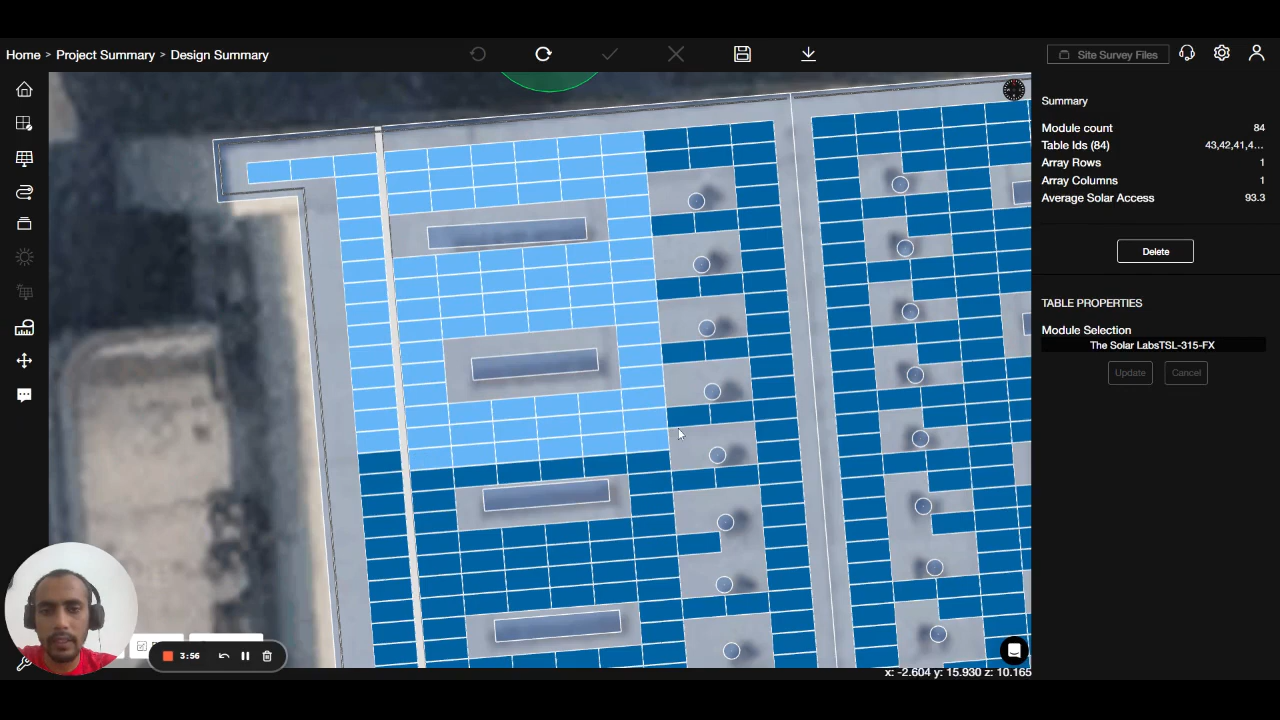 Home > Project Summary > Design Summary
Site Survey Files
Summary
Module count 84
Table Ids (84) 43,42,41,4...
Array Rows 1
Array Columns 1
Average Solar Access 93.3
Delete
TABLE PROPERTIES
Module Selection
The Solar LabsTSL-315-FX
Update Cancel
3:56
x: -2.604 y: 15.930 z: 10.165